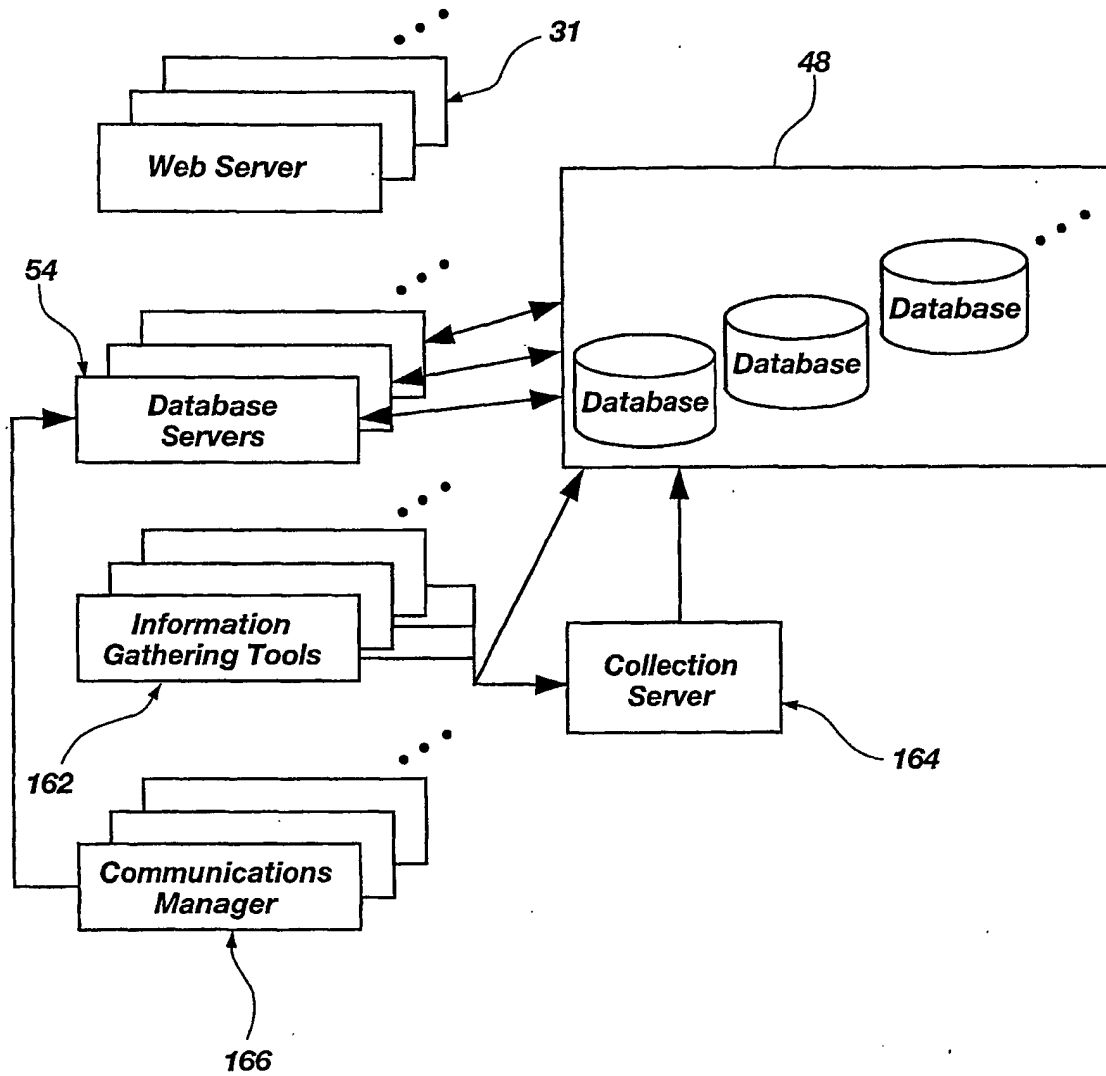 31
48
Web Server
54
Database
Database
Database
Database
Servers
Information
Gathering Tools
Collection
Server
162
164
Communications
Manager
166